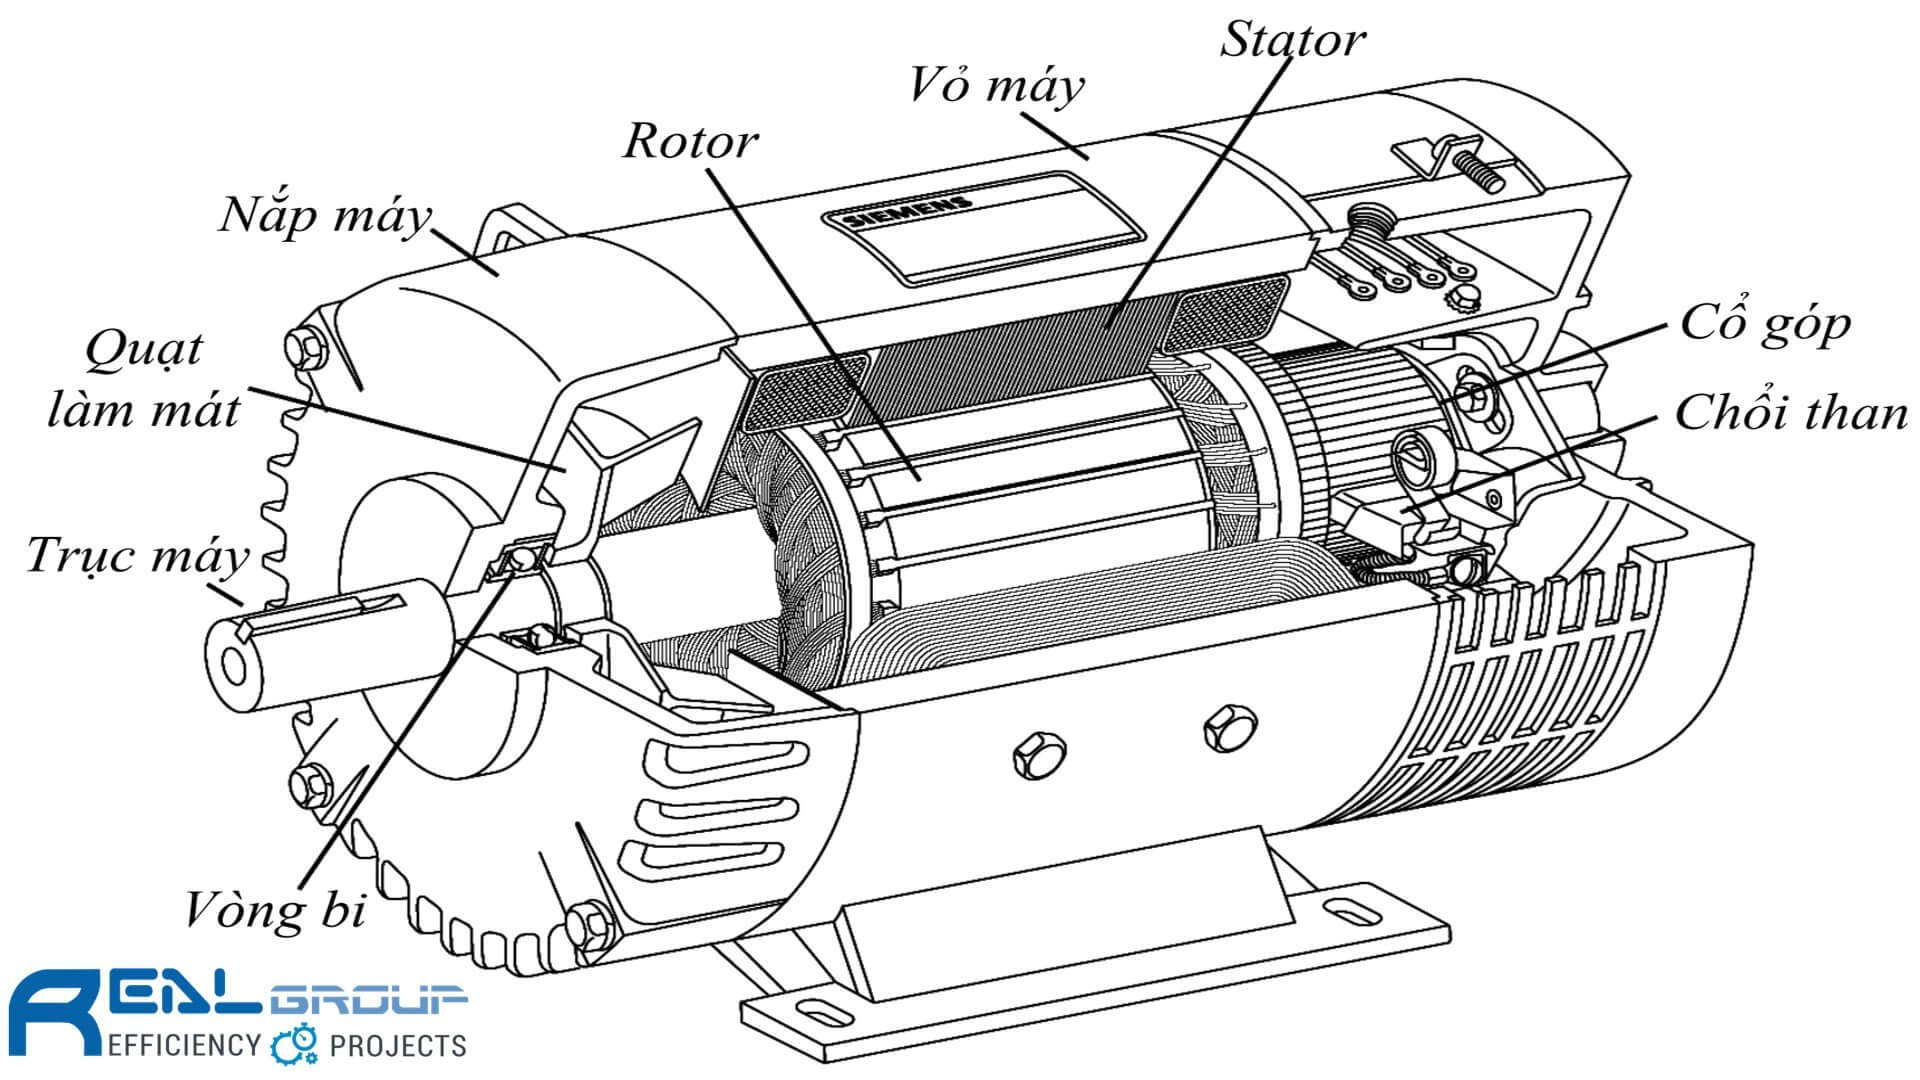 Stator
Vỏ máy
Rotor
Nắp máy
SIEMENS
Quạt
làm mát
Cổ góp
Chổi than
Trục máy
Vòng bi
REAL GROUP
EFFICIENCY PROJECTS